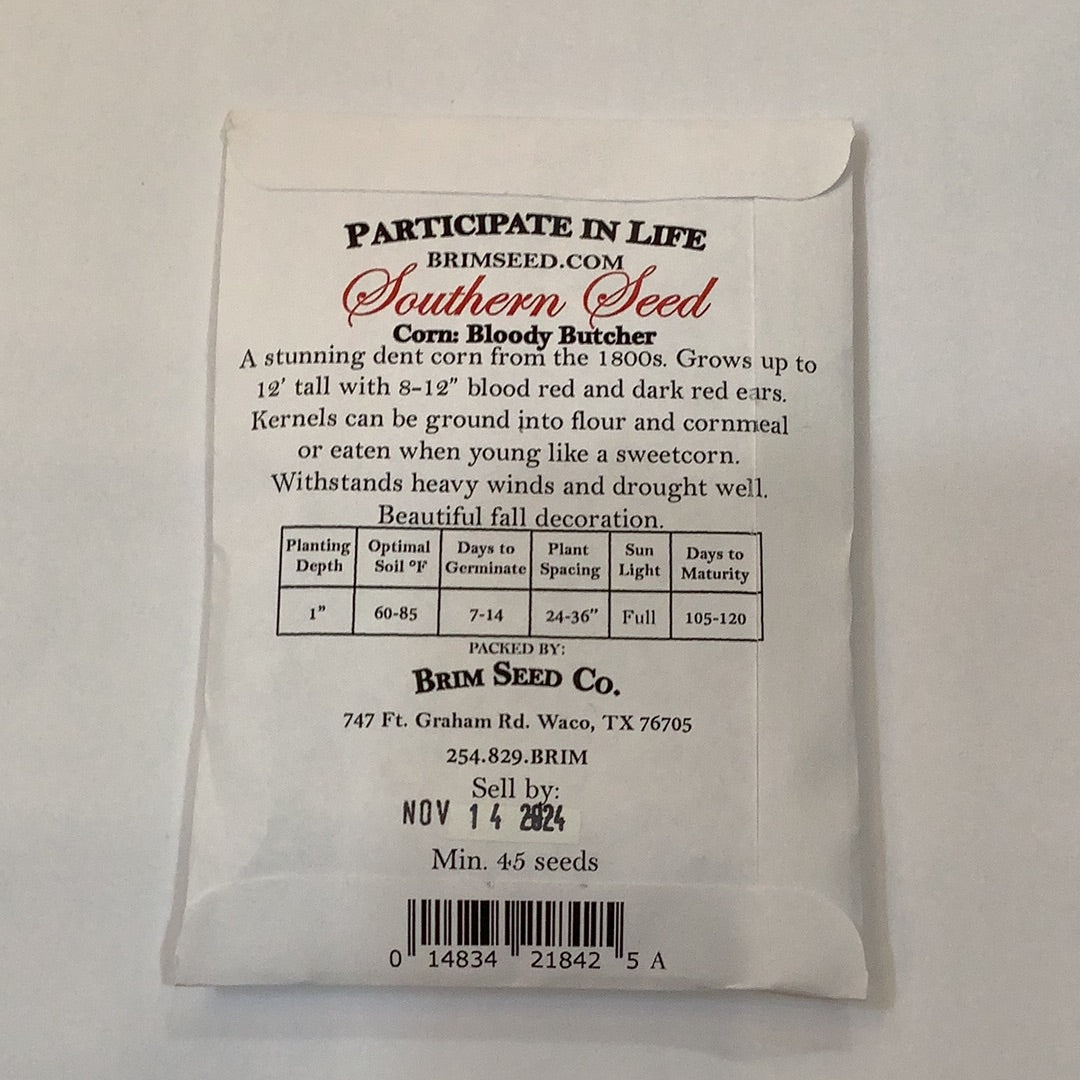 PARTICIPATE IN LIFE
BRIMSEED.COM
Southern Seed
Corn: Bloody Butcher
A stunning dent corn from the 1800s. Grows up to
12' tall with 8-12" blood red and dark red ears.
Kernels can be ground into flour and cornmeal
or eaten when young like a sweetcorn.
Withstands heavy winds and drought well.
Beautiful fall decoration.
Planting Depth Optimal Soil ºF Days to Germinate Plant Spacing Sun Light Days to Maturity
1" 60-85 7-14 24-36" Full 105-120
PACKED BY:
BRIM SEED CO.
747 Ft. Graham Rd. Waco, TX 76705
254.829.BRIM
Sell by:
NOV 14 2024
Min. 45 seeds
0 14834 21842 5 A